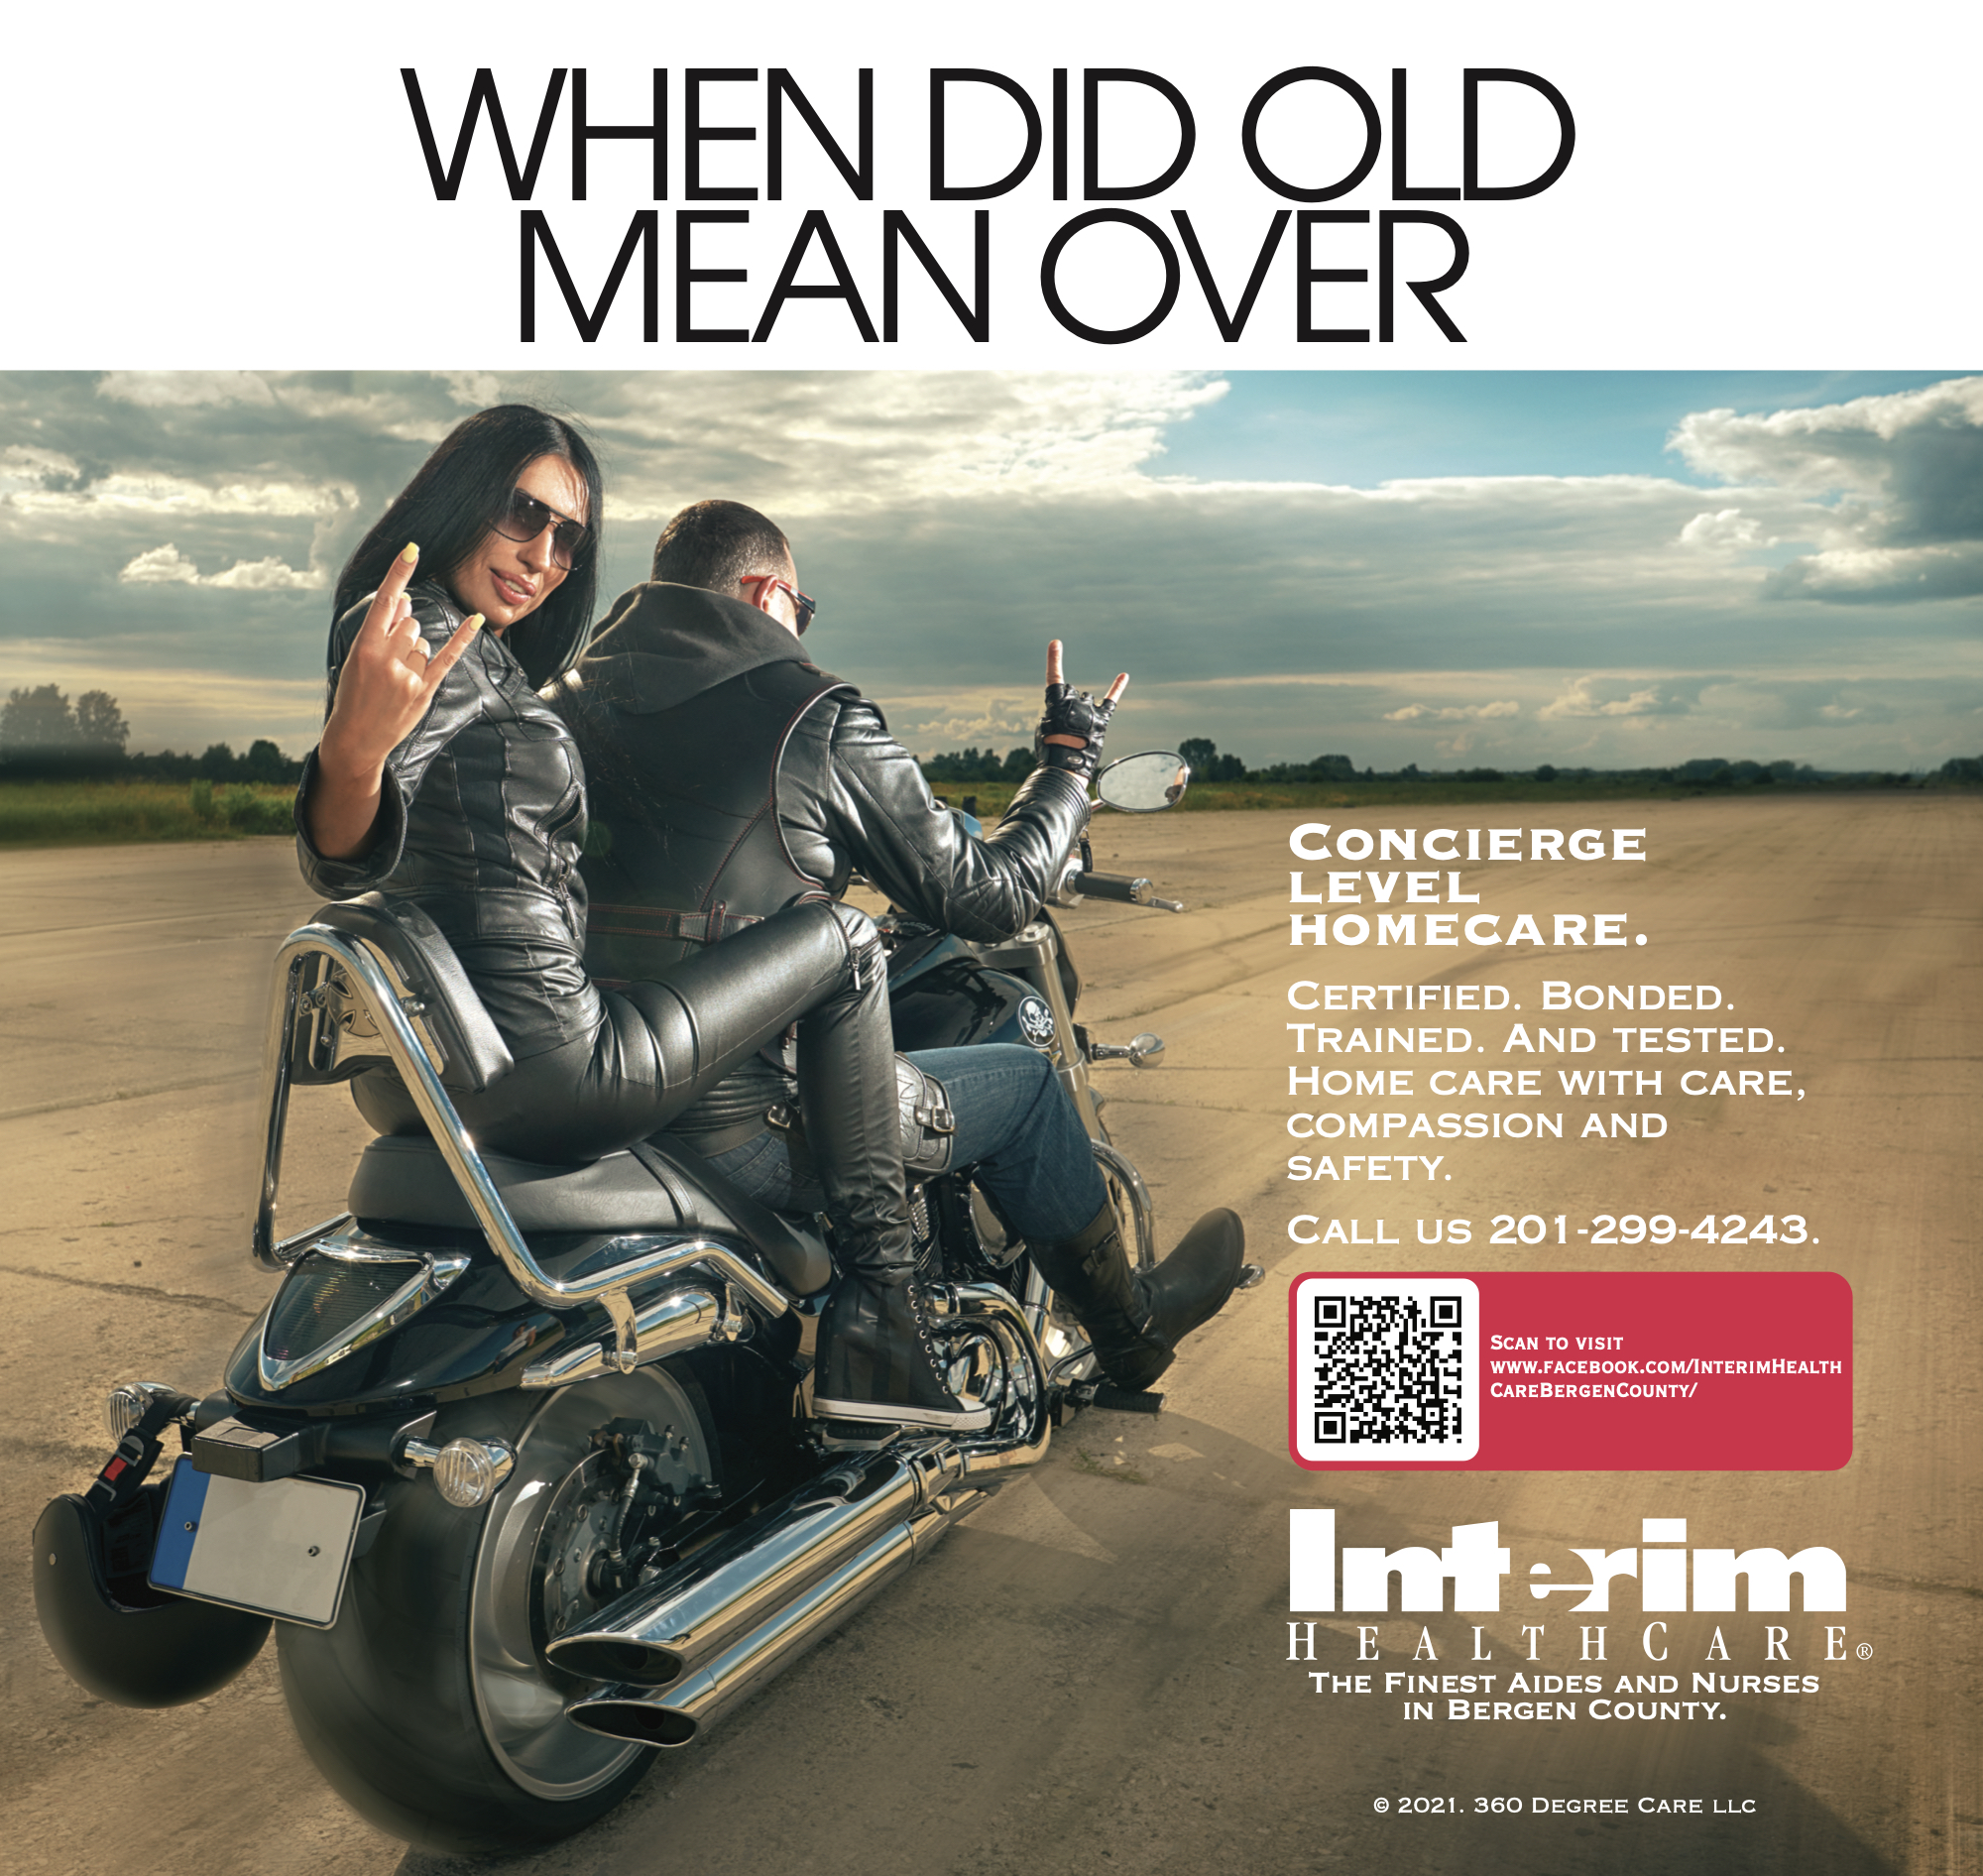 WHEN DID OLD
MEAN OVER
CONCIERGE
LEVEL
HOMECARE.
CERTIFIED. BONDED.
TRAINED. AND TESTED.
HOME CARE WITH CARE,
COMPASSION AND
SAFETY.
CALL US 201-299-4243.
SCAN TO VISIT
WWW.FACEBOOK.COM/INTERIMHEALTH
CAREBERGENCOUNTY/
Interim
HEALTHCARE®
THE FINEST AIDES AND NURSES
IN BERGEN COUNTY.
© 2021. 360 DEGREE CARE LLC